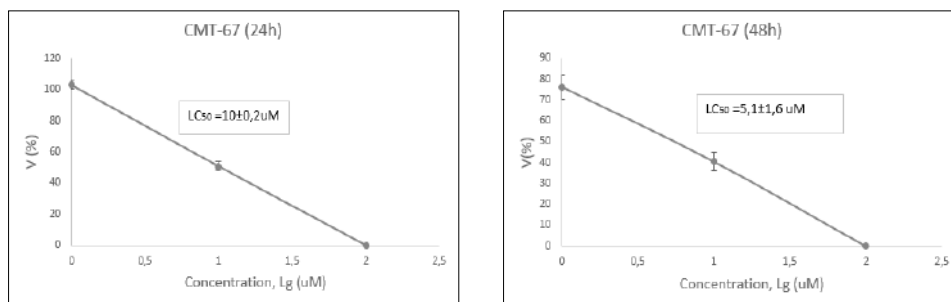 CMT-67 (24h)
120
100
80
60
40
20
0
V (%)
LC₅₀ =10±0,2uM
0 0,5 1 1,5 2 2,5
Concentration, Lg (uM)
CMT-67 (48h)
90
80
70
60
50
40
30
20
10
0
V(%)
LC₅₀ =5,1±1,6 uM
0 0,5 1 1,5 2 2,5
Concentration, Lg (uM)